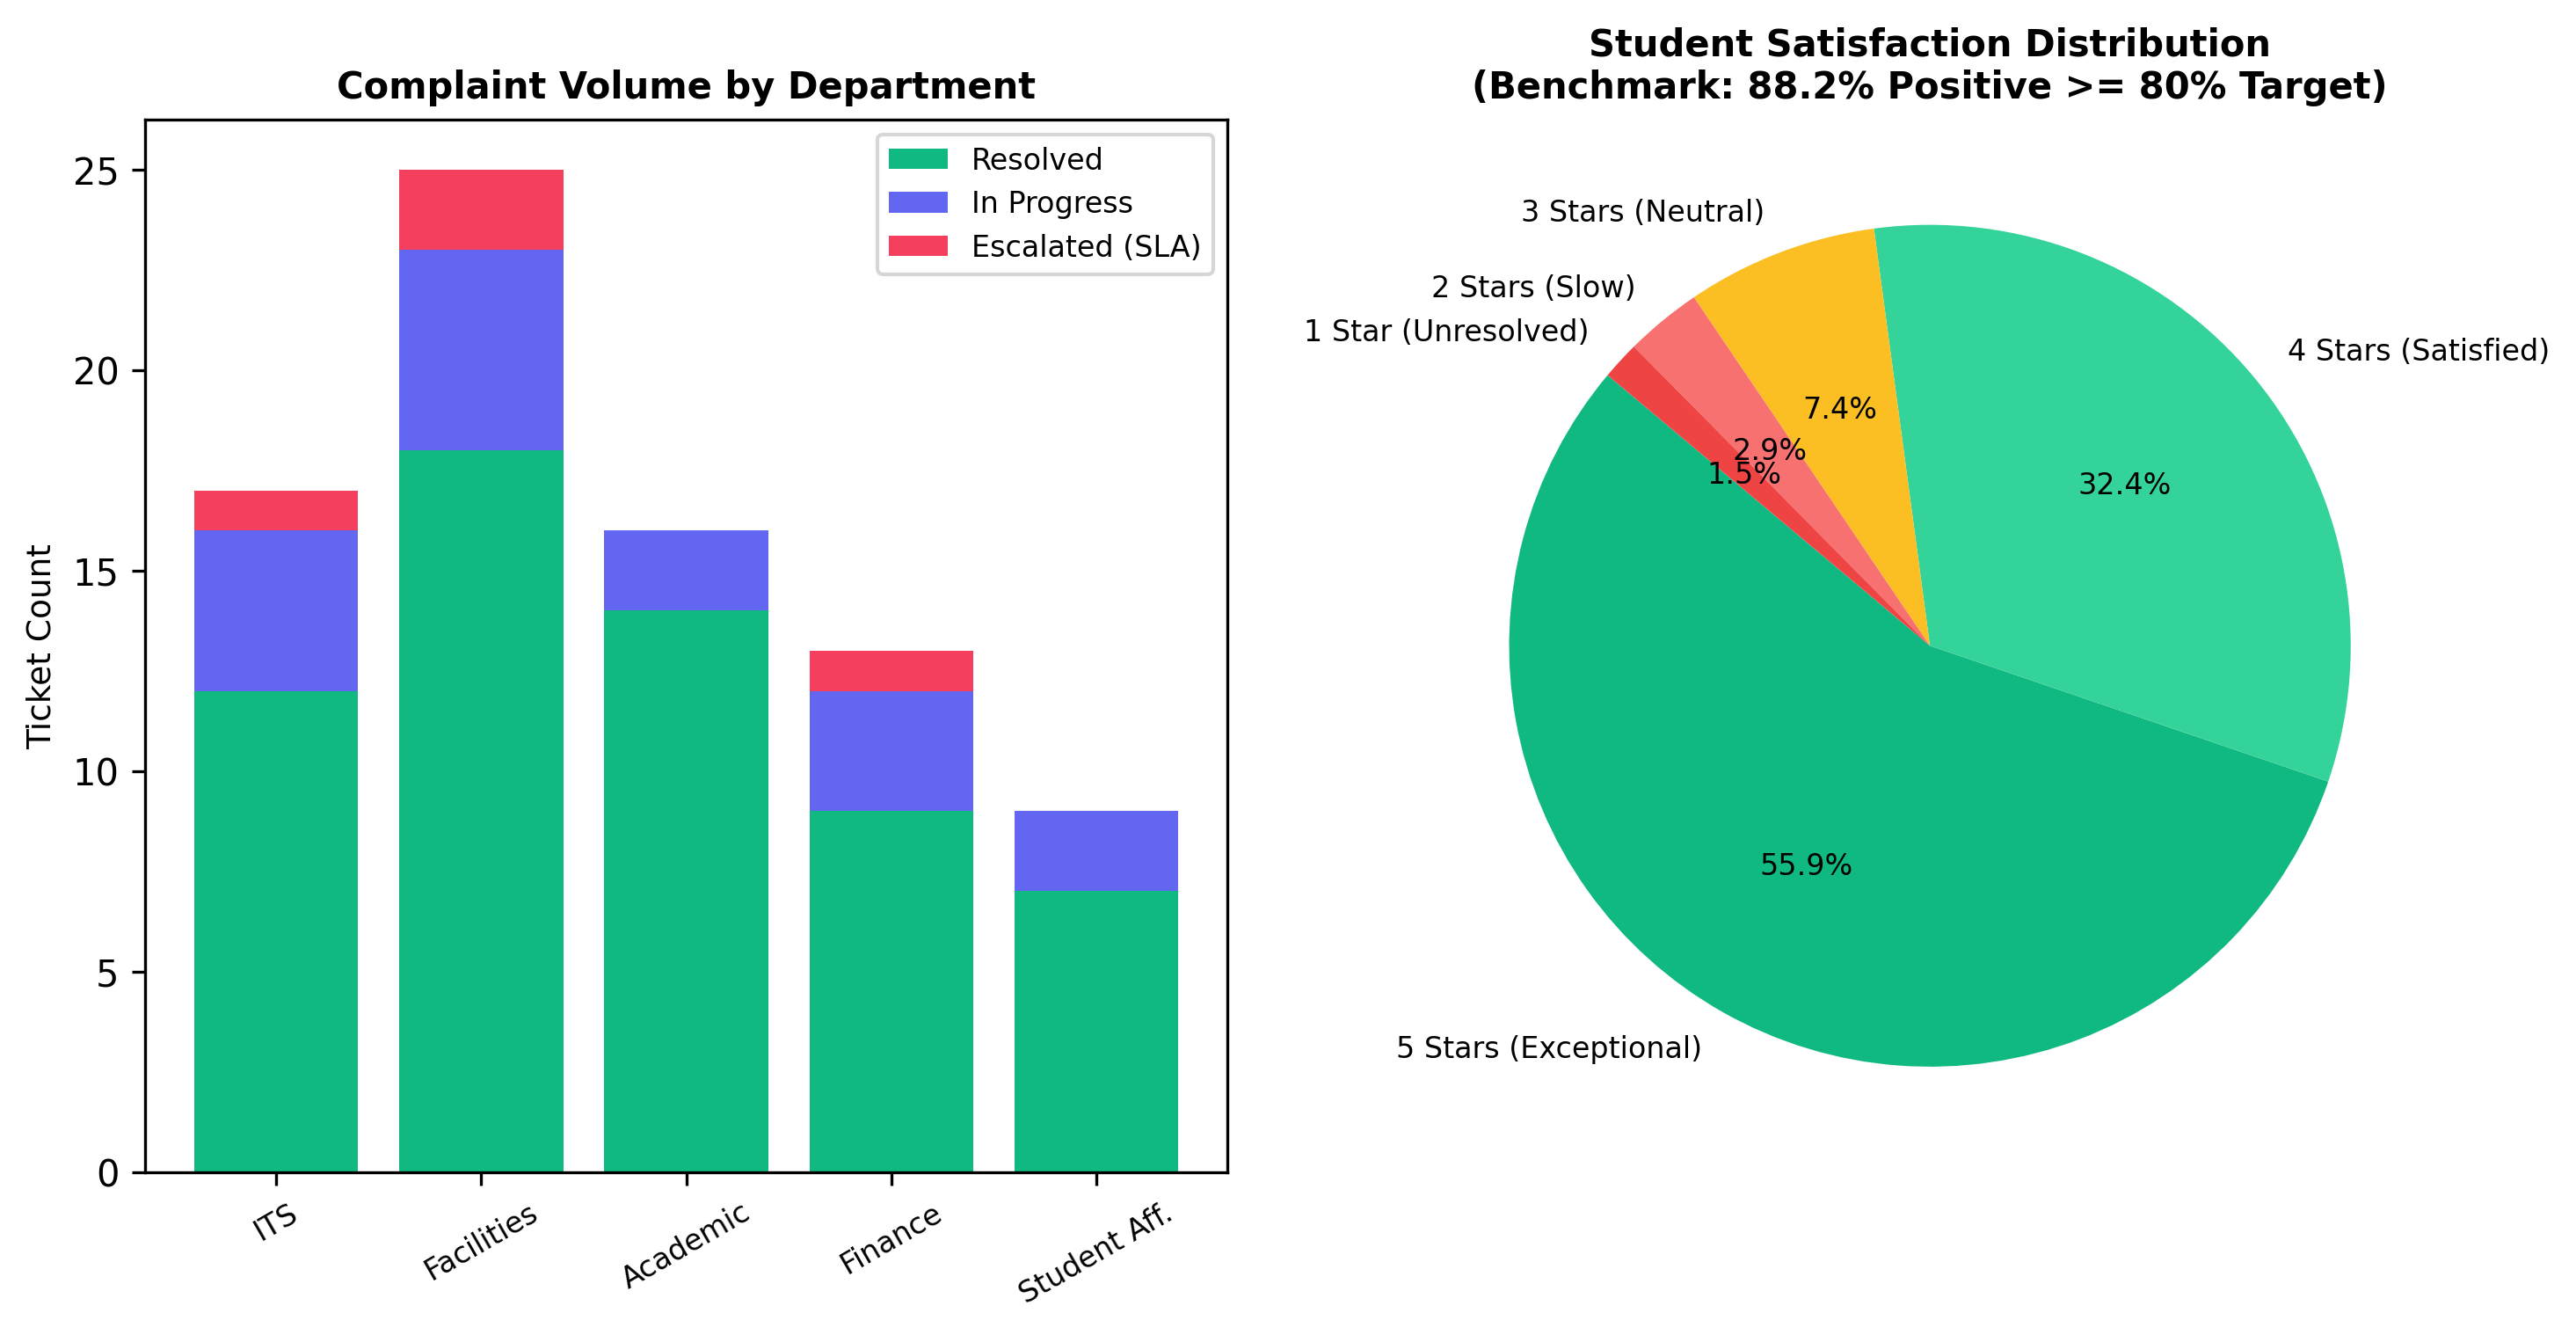 Complaint Volume by Department
Ticket Count
25
20
15
10
5
0
ITS
Facilities
Academic
Finance
Student Aff.
Resolved
In Progress
Escalated (SLA)
Student Satisfaction Distribution
(Benchmark: 88.2% Positive >= 80% Target)
3 Stars (Neutral)
2 Stars (Slow)
1 Star (Unresolved)
4 Stars (Satisfied)
5 Stars (Exceptional)
7.4%
2.9%
1.5%
32.4%
55.9%